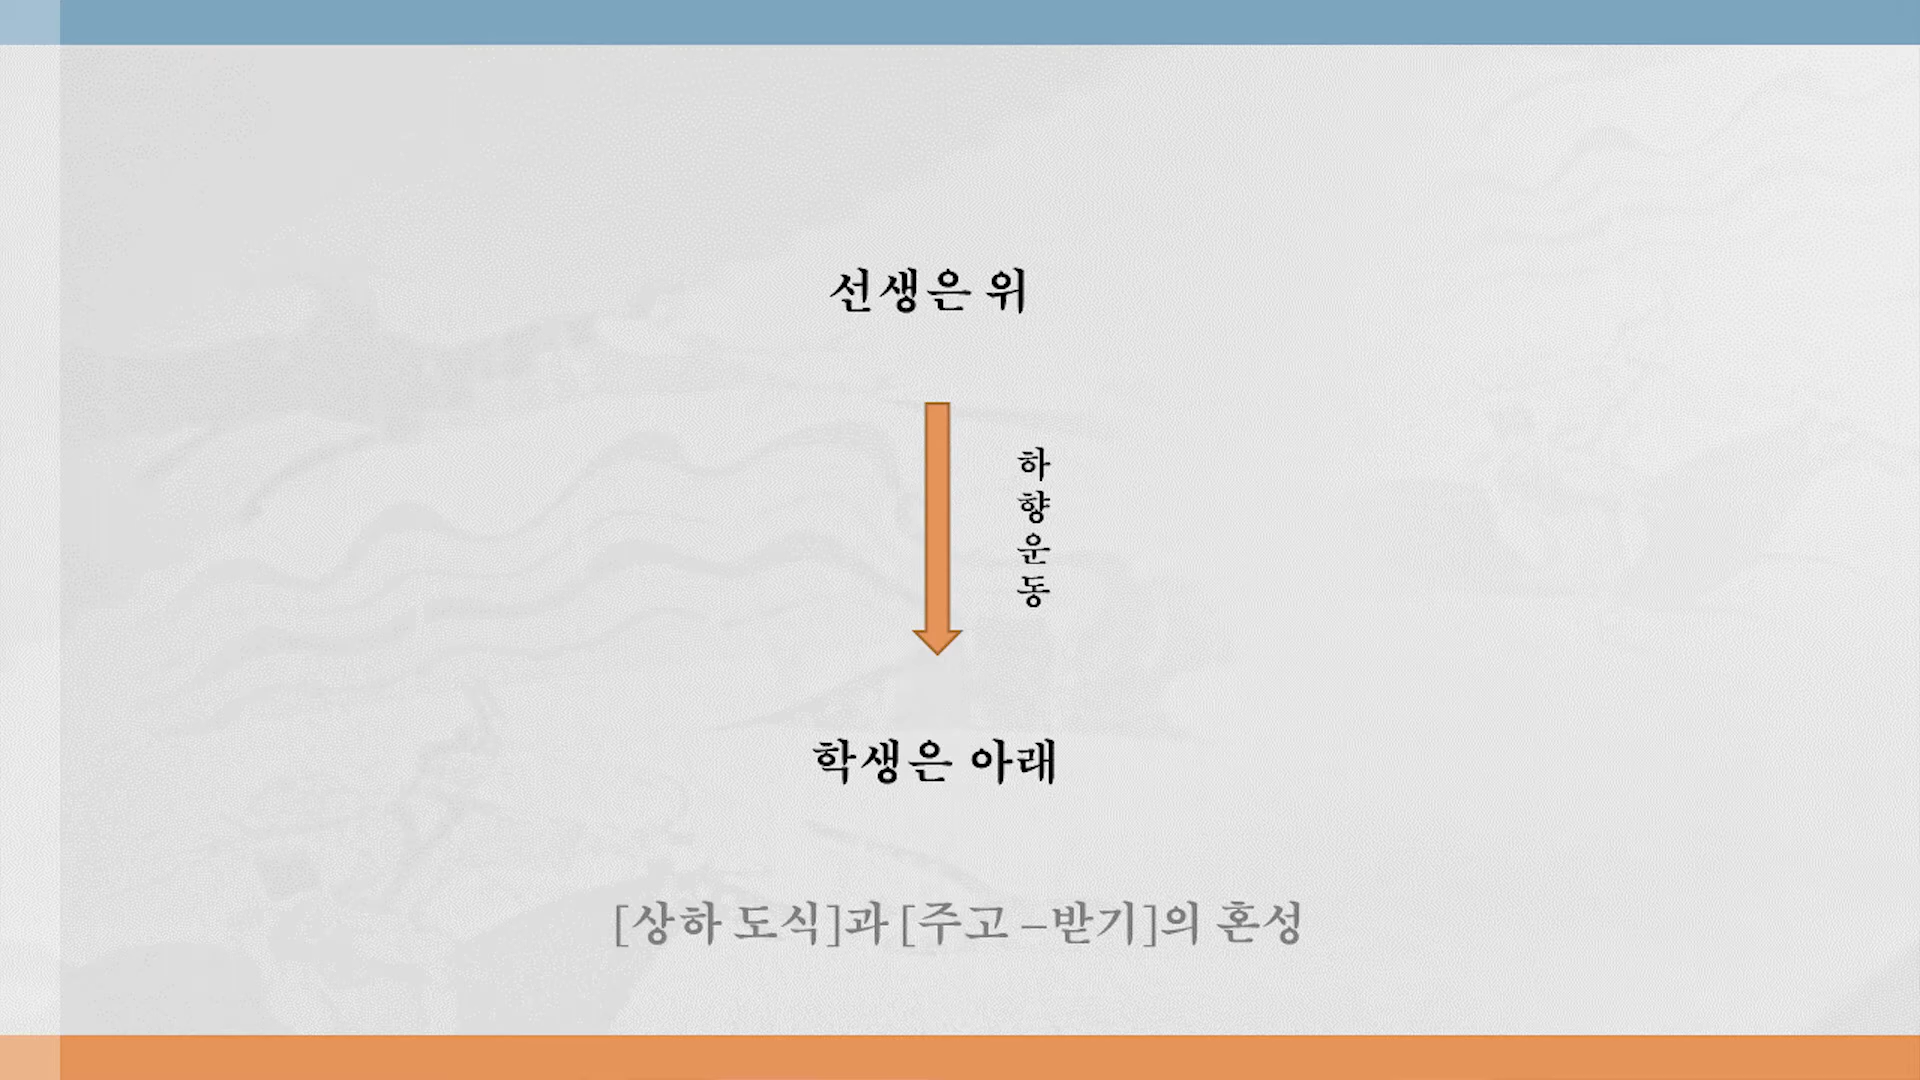 선생은 위
하향운동
학생은 아래
[상하 도식]과 [주고 –받기]의 혼성